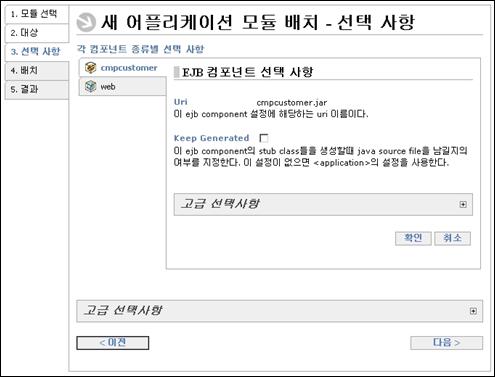 1. 모듈 선택
2. 대상
3. 선택 사항
4. 배치
5. 결과
새 어플리케이션 모듈 배치 - 선택 사항
각 컴포넌트 종류별 선택 사항
cmpcustomer
web
EJB 컴포넌트 선택 사항
Uri cmpcustomer.jar
이 ejb component 설정에 해당하는 uri 이름이다.
Keep Generated
이 ejb component의 stub class들을 생성할때 java source file을 남길지의
여부를 지정한다. 이 설정이 없으면 <application>의 설정을 사용한다.
고급 선택사항
확인 취소
고급 선택사항
< 이전 다음 >